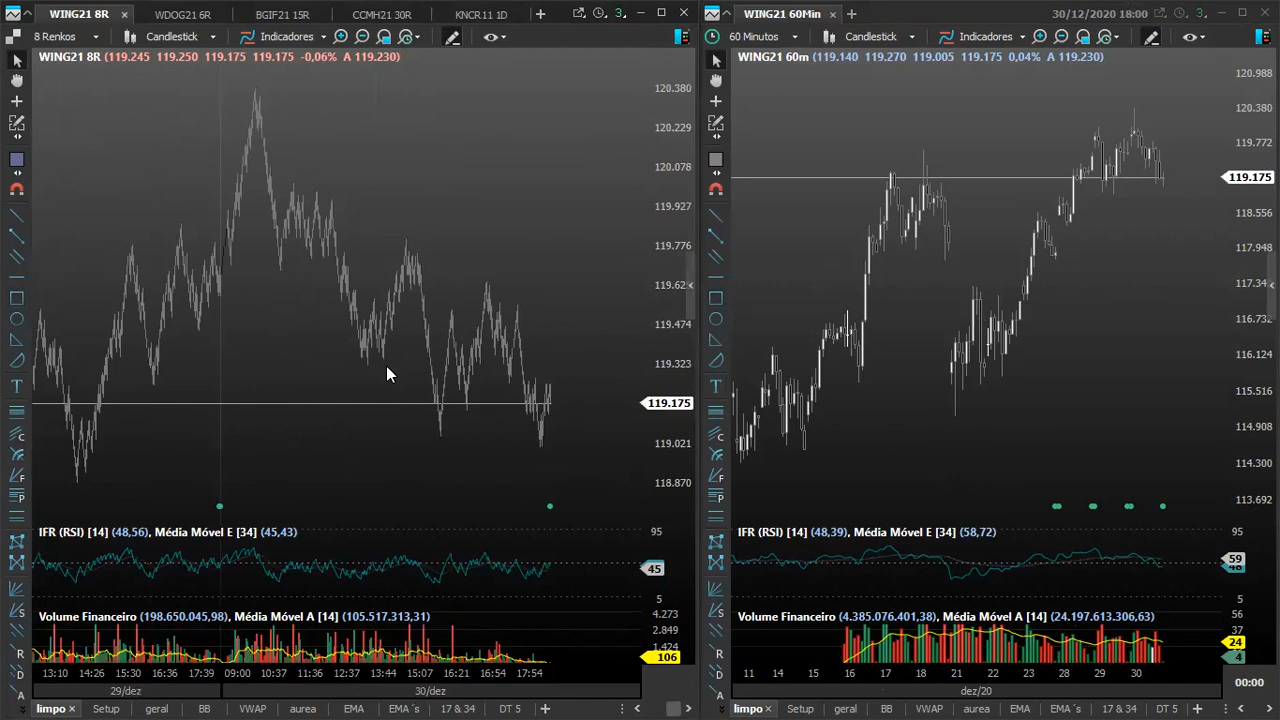 WING21 8R
WDOG21 6R
BGIF21 15R
CCMH21 30R
KNCR11 1D
3
8 Renkos
Candlestick
Indicadores
WING21 8R (119.245 119.250 119.175 119.175 -0,06% A 119.230)
120.380
120.229
120.078
119.927
119.776
119.62
119.474
119.323
119.175
119.021
118.870
IFR (RSI) [14] (48,56), Média Móvel E [34] (45,43)
95
45
5
Volume Financeiro (198.650.045,98), Média Móvel A [14] (105.517.313,31)
4.273
2.849
1.424
106
13:10 14:26 15:30 16:36 17:39 09:00 10:37 11:36 12:37 13:44 15:07 16:21 16:54 17:54
29/dez 30/dez
limpo Setup geral BB VWAP aurea EMA EMA´s 17 & 34 DT 5
WING21 60Min
30/12/2020 18:00
3
60 Minutos
Candlestick
Indicadores
WING21 60m (119.140 119.270 119.005 119.175 0,04% A 119.230)
120.988
120.380
119.772
119.175
118.556
117.948
117.34
116.732
116.124
115.516
114.908
114.300
113.692
IFR (RSI) [14] (48,39), Média Móvel E [34] (58,72)
95
59
5
Volume Financeiro (4.385.076.401,38), Média Móvel A [14] (24.197.613.306,63)
56
37
24
4
11 14 15 16 17 18 21 22 23 28 29 30
dez/20
00:00
limpo Setup geral BB VWAP aurea EMA EMA´s 17 & 34 DT 5